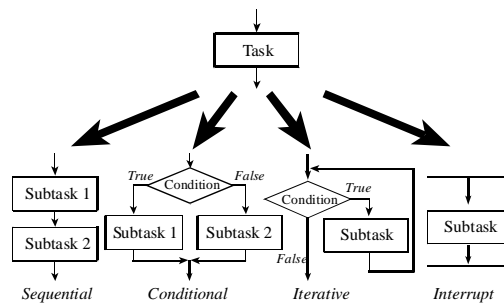 Task
True
False
Condition
Subtask 1
Subtask 2
Sequential
Subtask 1
Subtask 2
Conditional
Condition
True
Subtask
False
Iterative
Subtask
Interrupt